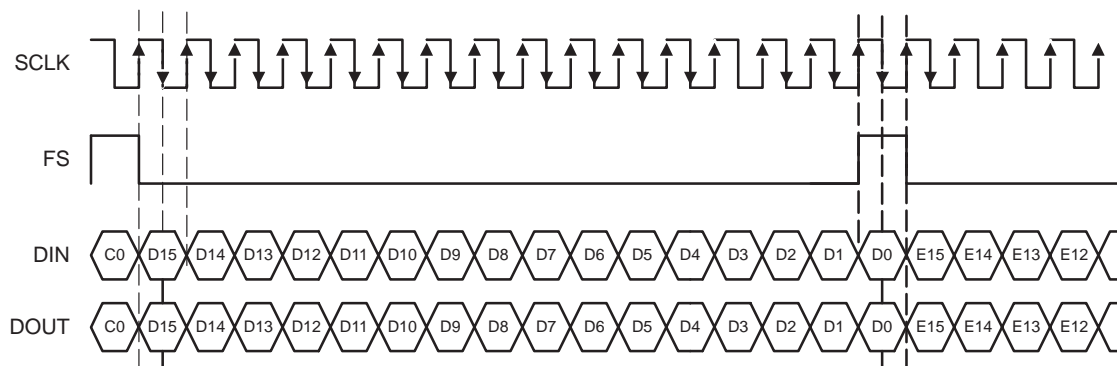 SCLK
FS
DIN C0 D15 D14 D13 D12 D11 D10 D9 D8 D7 D6 D5 D4 D3 D2 D1 D0 E15 E14 E13 E12
DOUT C0 D15 D14 D13 D12 D11 D10 D9 D8 D7 D6 D5 D4 D3 D2 D1 D0 E15 E14 E13 E12